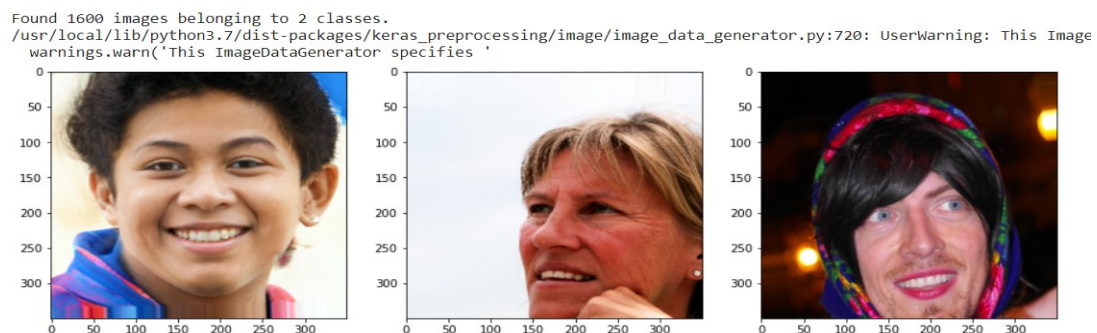 Found 1600 images belonging to 2 classes.
/usr/local/lib/python3.7/dist-packages/keras_preprocessing/image/image_data_generator.py:720: UserWarning: This Image
  warnings.warn('This ImageDataGenerator specifies '
0 0 0
50 50 50
100 100 100
150 150 150
200 200 200
250 250 250
300 300 300
0 50 100 150 200 250 300 0 50 100 150 200 250 300 0 50 100 150 200 250 300